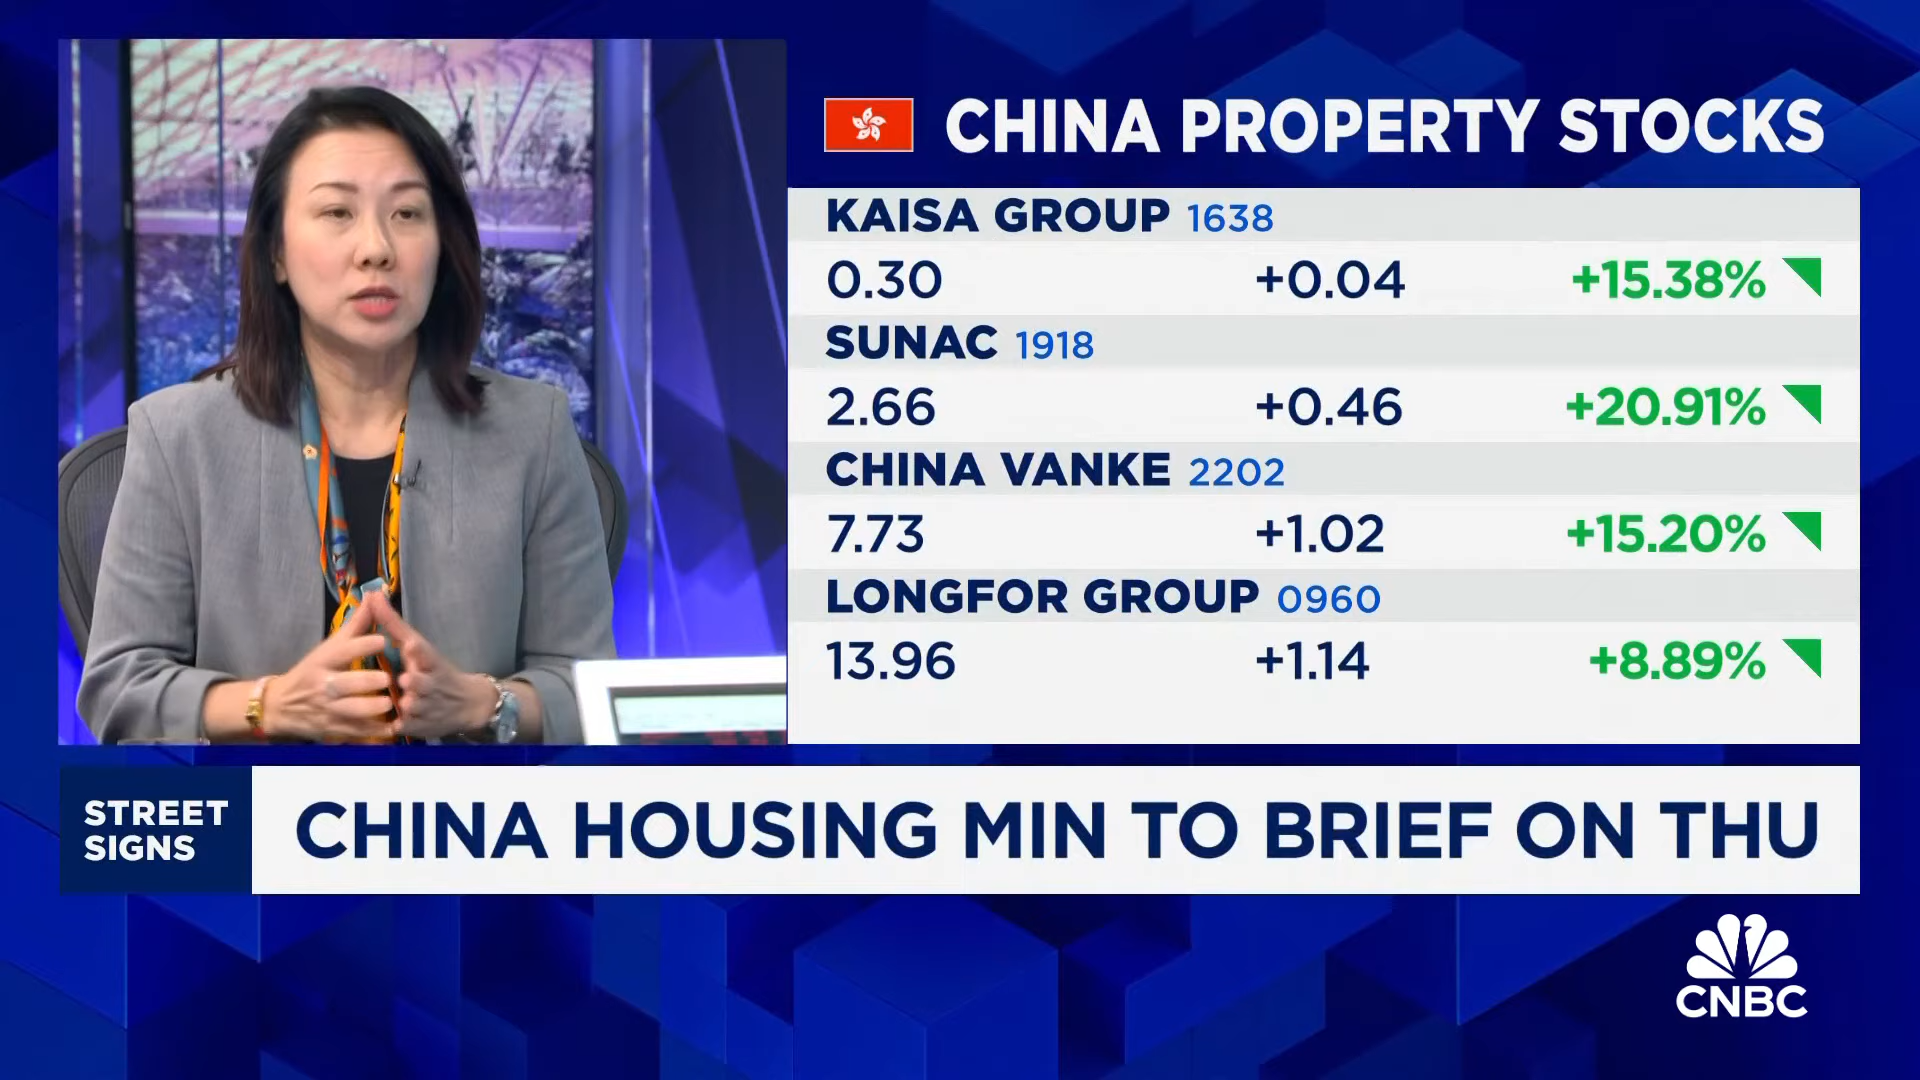 CHINA PROPERTY STOCKS
KAISA GROUP 1638
0.30 +0.04 +15.38%
SUNAC 1918
2.66 +0.46 +20.91%
CHINA VANKE 2202
7.73 +1.02 +15.20%
LONGFOR GROUP 0960
13.96 +1.14 +8.89%
STREET
SIGNS
CHINA HOUSING MIN TO BRIEF ON THU
CNBC